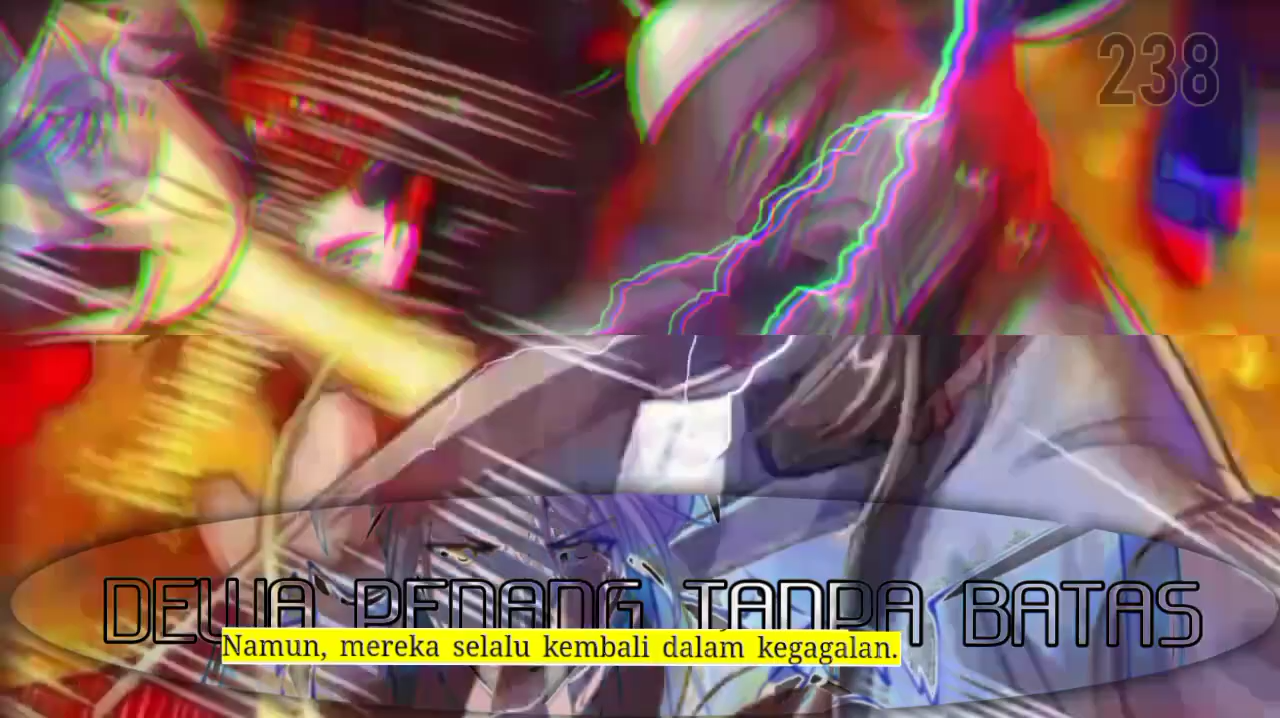 238
DEWA PEDANG TANPA BATAS
Namun, mereka selalu kembali dalam kegagalan.